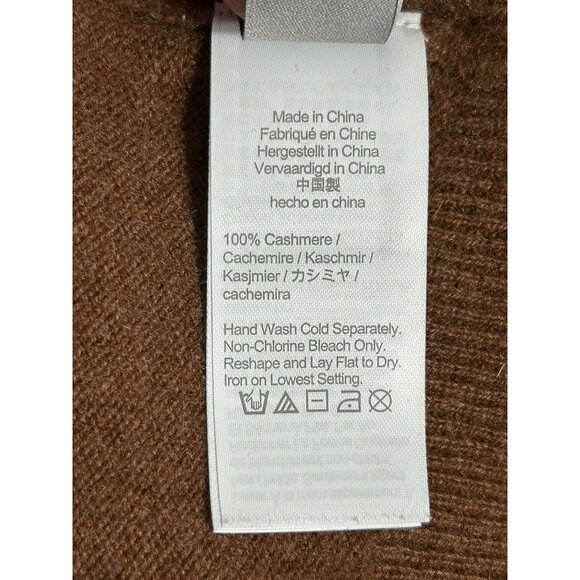 Made in China
Fabriqué en Chine
Hergestellt in China
Vervaardigd in China
中国製
hecho en china
100% Cashmere /
Cachemire / Kaschmir /
Kasjmier / カシミヤ /
cachemira
Hand Wash Cold Separately.
Non-Chlorine Bleach Only.
Reshape and Lay Flat to Dry.
Iron on Lowest Setting.